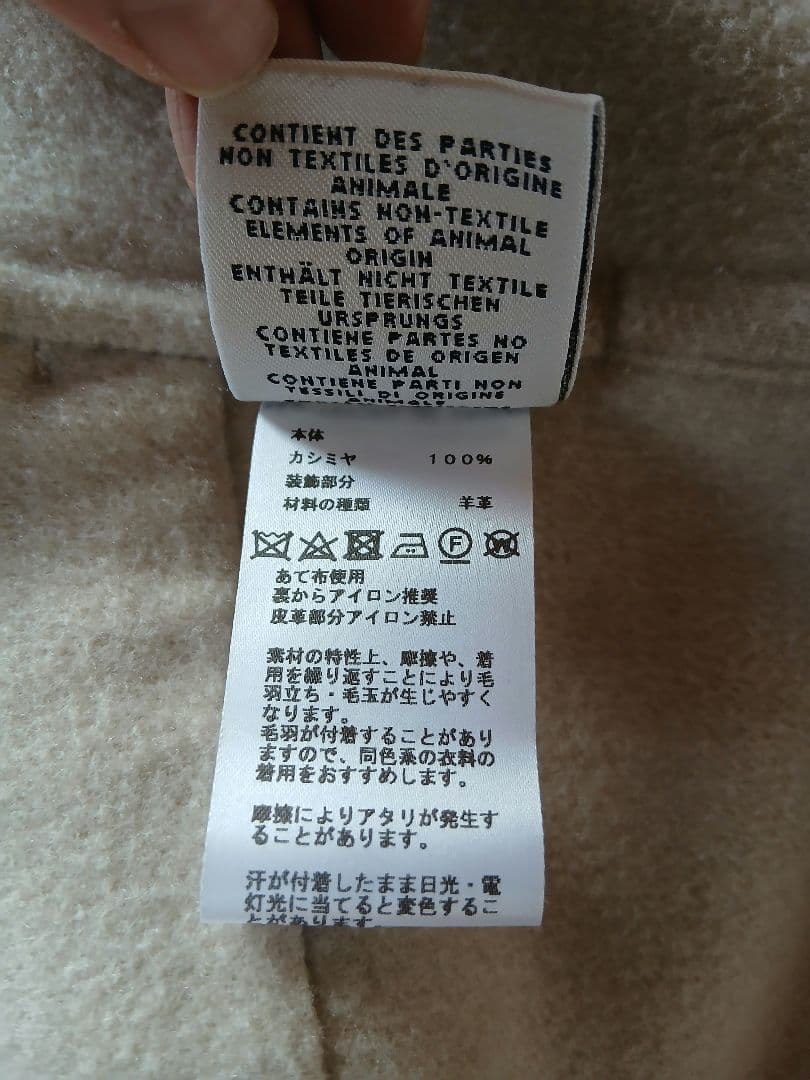 CONTIENT DES PARTIES
NON TEXTILES D'ORIGINE
ANIMALE
CONTAINS NON-TEXTILE
ELEMENTS OF ANIMAL
ORIGIN
ENTHÄLT NICHT TEXTILE
TEILE TIERISCHEN
URSPRUNGS
CONTIENE PARTES NO
TEXTILES DE ORIGEN
ANIMAL
CONTIENE PARTI NON
TESSILI DI ORIGINE
ANIMALE
本体
カシミヤ 100%
装飾部分
材料の種類 羊革
F W
あて布使用
裏からアイロン推奨
皮革部分アイロン禁止
素材の特性上、摩擦や、着
用を繰り返すことにより毛
羽立ち・毛玉が生じやすく
なります。
毛羽が付着することがあり
ますので、同色系の衣料の
着用をおすすめします。
摩擦によりアタリが発生す
ることがあります。
汗が付着したまま日光・電
灯光に当てると変色するこ
とがあります。